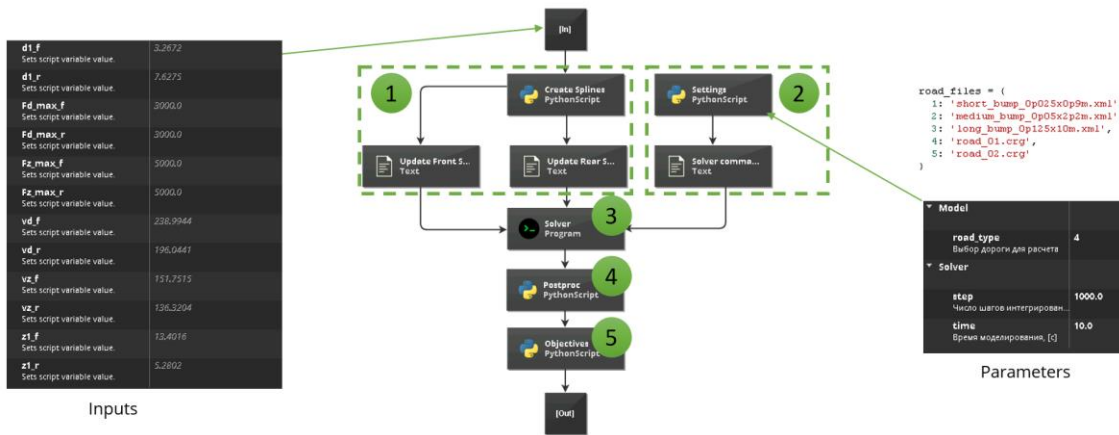 d1_f 3.2672
Sets script variable value.
d1_r 7.6275
Sets script variable value.
Fd_max_f 3000.0
Sets script variable value.
Fd_max_r 3000.0
Sets script variable value.
Fz_max_f 5000.0
Sets script variable value.
Fz_max_r 5000.0
Sets script variable value.
vd_f 238.9944
Sets script variable value.
vd_r 196.0441
Sets script variable value.
vz_f 151.7515
Sets script variable value.
vz_r 136.3204
Sets script variable value.
z1_f 13.4016
Sets script variable value.
z1_r 5.2802
Sets script variable value.
Inputs
[In]
1
Create Splines
PythonScript
Update Front S...
Text
Update Rear S...
Text
2
Settings
PythonScript
Solver comma...
Text
3
Solver
Program
4
Postproc
PythonScript
5
Objectives
PythonScript
[Out]
road_files = {
1: 'short_bump_0p025x0p9m.xml'
2: 'medium_bump_0p05x2p2m.xml'
3: 'long_bump_0p125x10m.xml',
4: 'road_01.crg',
5: 'road_02.crg'
}
Model
road_type 4
Выбор дороги для расчета
Solver
step 1000.0
Число шагов интегрирован...
time 10.0
Время моделирования, [с]
Parameters